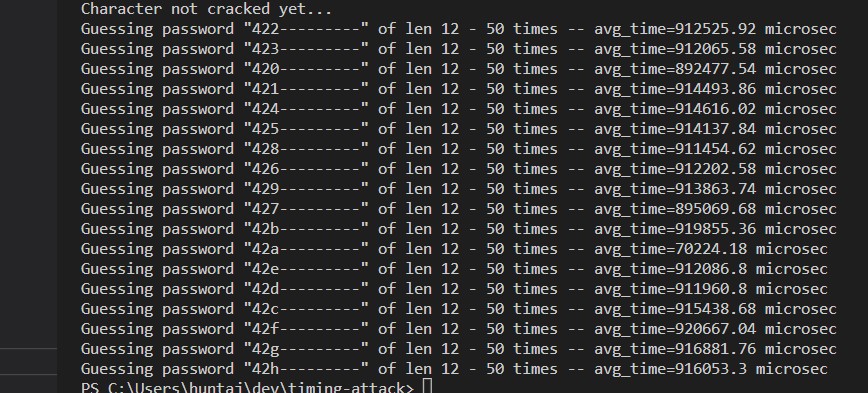 Character not cracked yet...
Guessing password "422---------" of len 12 - 50 times -- avg_time=912525.92 microsec
Guessing password "423---------" of len 12 - 50 times -- avg_time=912065.58 microsec
Guessing password "420---------" of len 12 - 50 times -- avg_time=892477.54 microsec
Guessing password "421---------" of len 12 - 50 times -- avg_time=914493.86 microsec
Guessing password "424---------" of len 12 - 50 times -- avg_time=914616.02 microsec
Guessing password "425---------" of len 12 - 50 times -- avg_time=914137.84 microsec
Guessing password "428---------" of len 12 - 50 times -- avg_time=911454.62 microsec
Guessing password "426---------" of len 12 - 50 times -- avg_time=912202.58 microsec
Guessing password "429---------" of len 12 - 50 times -- avg_time=913863.74 microsec
Guessing password "427---------" of len 12 - 50 times -- avg_time=895069.68 microsec
Guessing password "42b---------" of len 12 - 50 times -- avg_time=919855.36 microsec
Guessing password "42a---------" of len 12 - 50 times -- avg_time=70224.18 microsec
Guessing password "42e---------" of len 12 - 50 times -- avg_time=912086.8 microsec
Guessing password "42d---------" of len 12 - 50 times -- avg_time=911960.8 microsec
Guessing password "42c---------" of len 12 - 50 times -- avg_time=915438.68 microsec
Guessing password "42f---------" of len 12 - 50 times -- avg_time=920667.04 microsec
Guessing password "42g---------" of len 12 - 50 times -- avg_time=916881.76 microsec
Guessing password "42h---------" of len 12 - 50 times -- avg_time=916053.3 microsec
PS C:\Users\huntaj\dev\timing-attack>